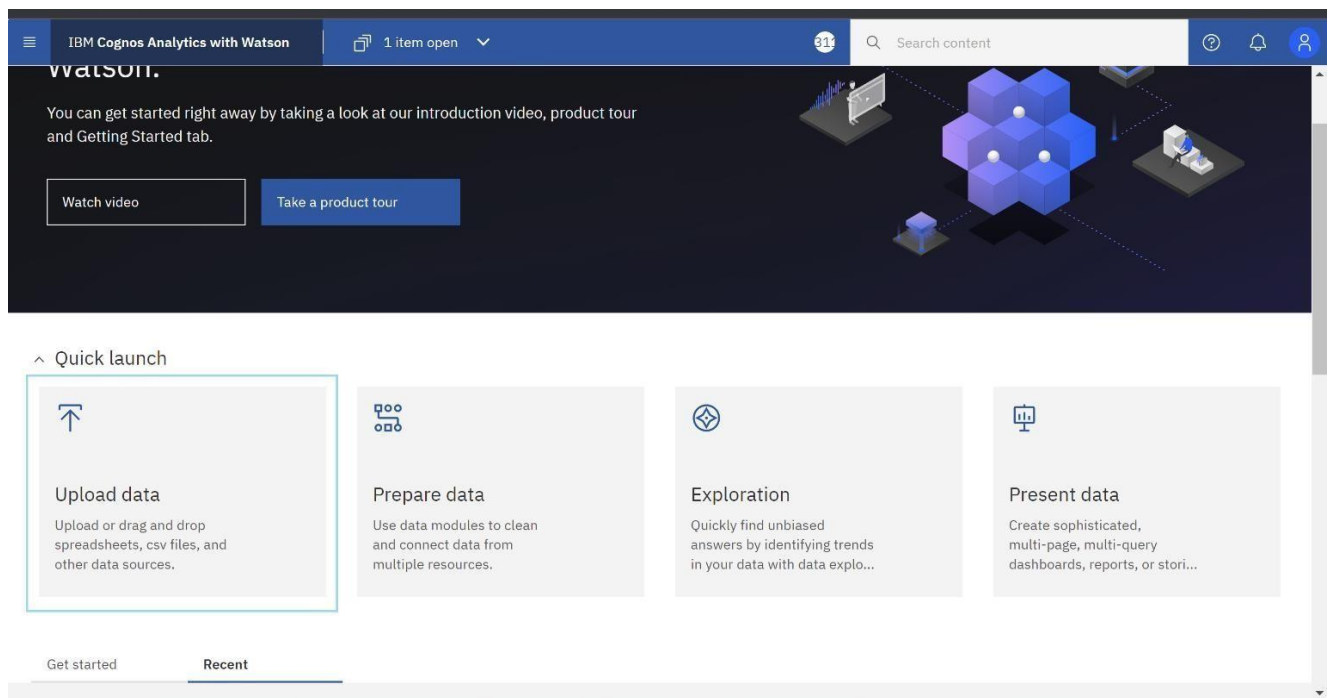 IBM Cognos Analytics with Watson
1 item open
311
Search content
Watson.
You can get started right away by taking a look at our introduction video, product tour
and Getting Started tab.
Watch video
Take a product tour
Quick launch
Upload data
Upload or drag and drop
spreadsheets, csv files, and
other data sources.
Prepare data
Use data modules to clean
and connect data from
multiple resources.
Exploration
Quickly find unbiased
answers by identifying trends
in your data with data explo...
Present data
Create sophisticated,
multi-page, multi-query
dashboards, reports, or stori...
Get started
Recent